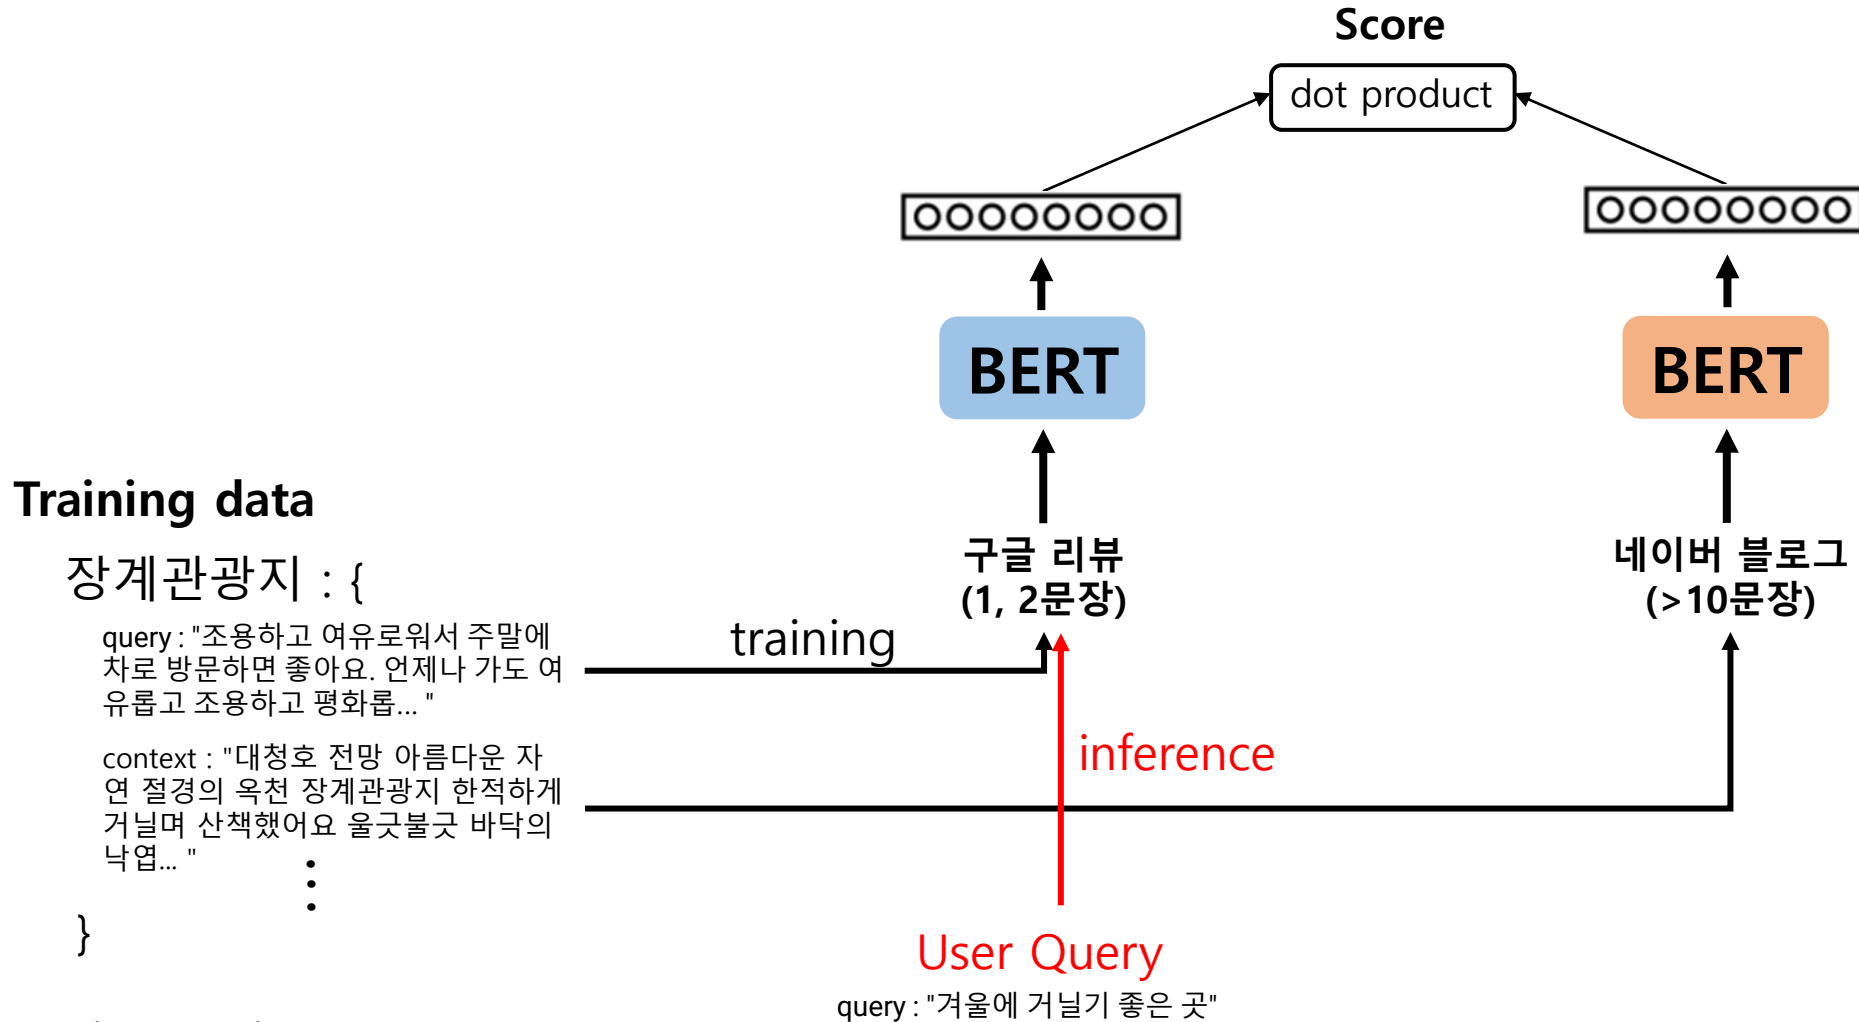 Score
dot product
BERT
BERT
Training data
장계관광지 : {
query : "조용하고 여유로워서 주말에
차로 방문하면 좋아요. 언제나 가도 여
유롭고 조용하고 평화롭... "
context : "대청호 전망 아름다운 자
연 절경의 옥천 장계관광지 한적하게
거닐며 산책했어요 울긋불긋 바닥의
낙엽... "
}
구글 리뷰
(1, 2문장)
네이버 블로그
(>10문장)
training
inference
User Query
query : "겨울에 거닐기 좋은 곳"